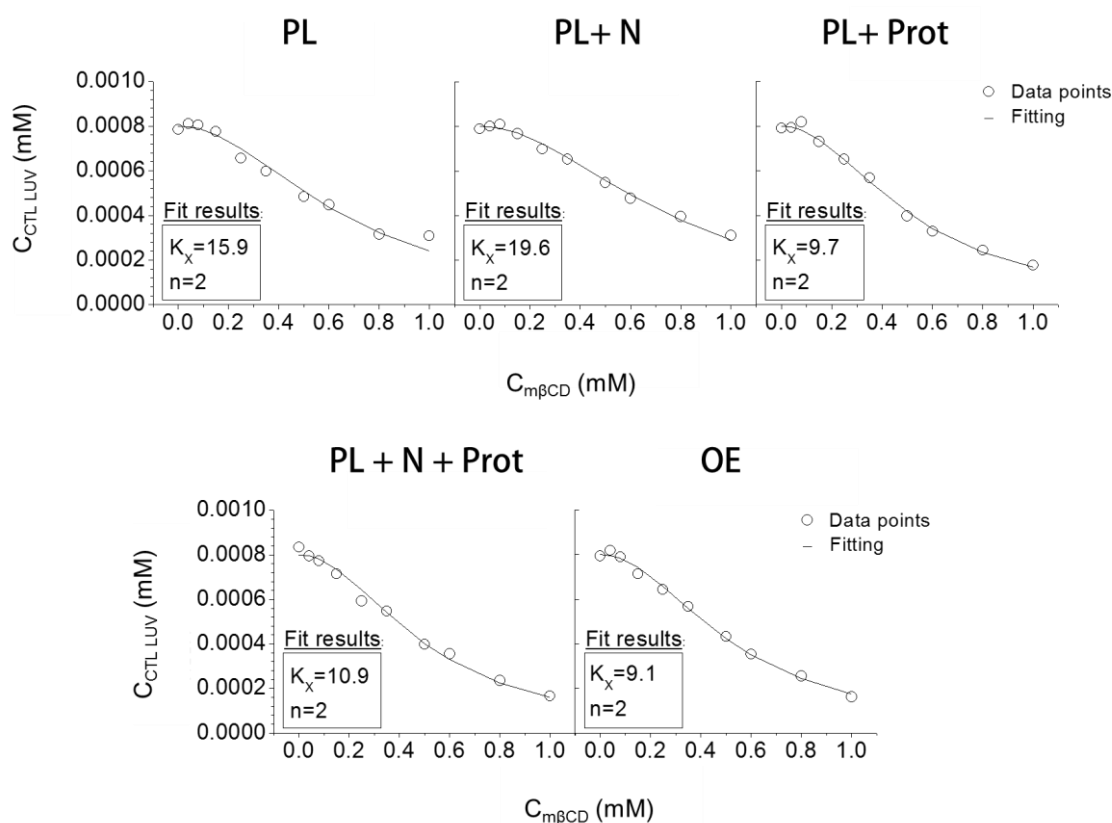 PL
PL+ N
PL+ Prot
C_CTL LUV (mM)
0.0010
0.0008
0.0006
0.0004
0.0002
0.0000
Fit results:
K_X=15.9
n=2
Fit results:
K_X=19.6
n=2
Fit results:
K_X=9.7
n=2
Data points
Fitting
0.0 0.2 0.4 0.6 0.8 1.0 0.0 0.2 0.4 0.6 0.8 1.0 0.0 0.2 0.4 0.6 0.8 1.0
C_mβCD (mM)
PL + N + Prot
OE
C_CTL LUV (mM)
0.0010
0.0008
0.0006
0.0004
0.0002
0.0000
Fit results:
K_X=10.9
n=2
Fit results:
K_X=9.1
n=2
Data points
Fitting
0.0 0.2 0.4 0.6 0.8 1.0 0.0 0.2 0.4 0.6 0.8 1.0
C_mβCD (mM)